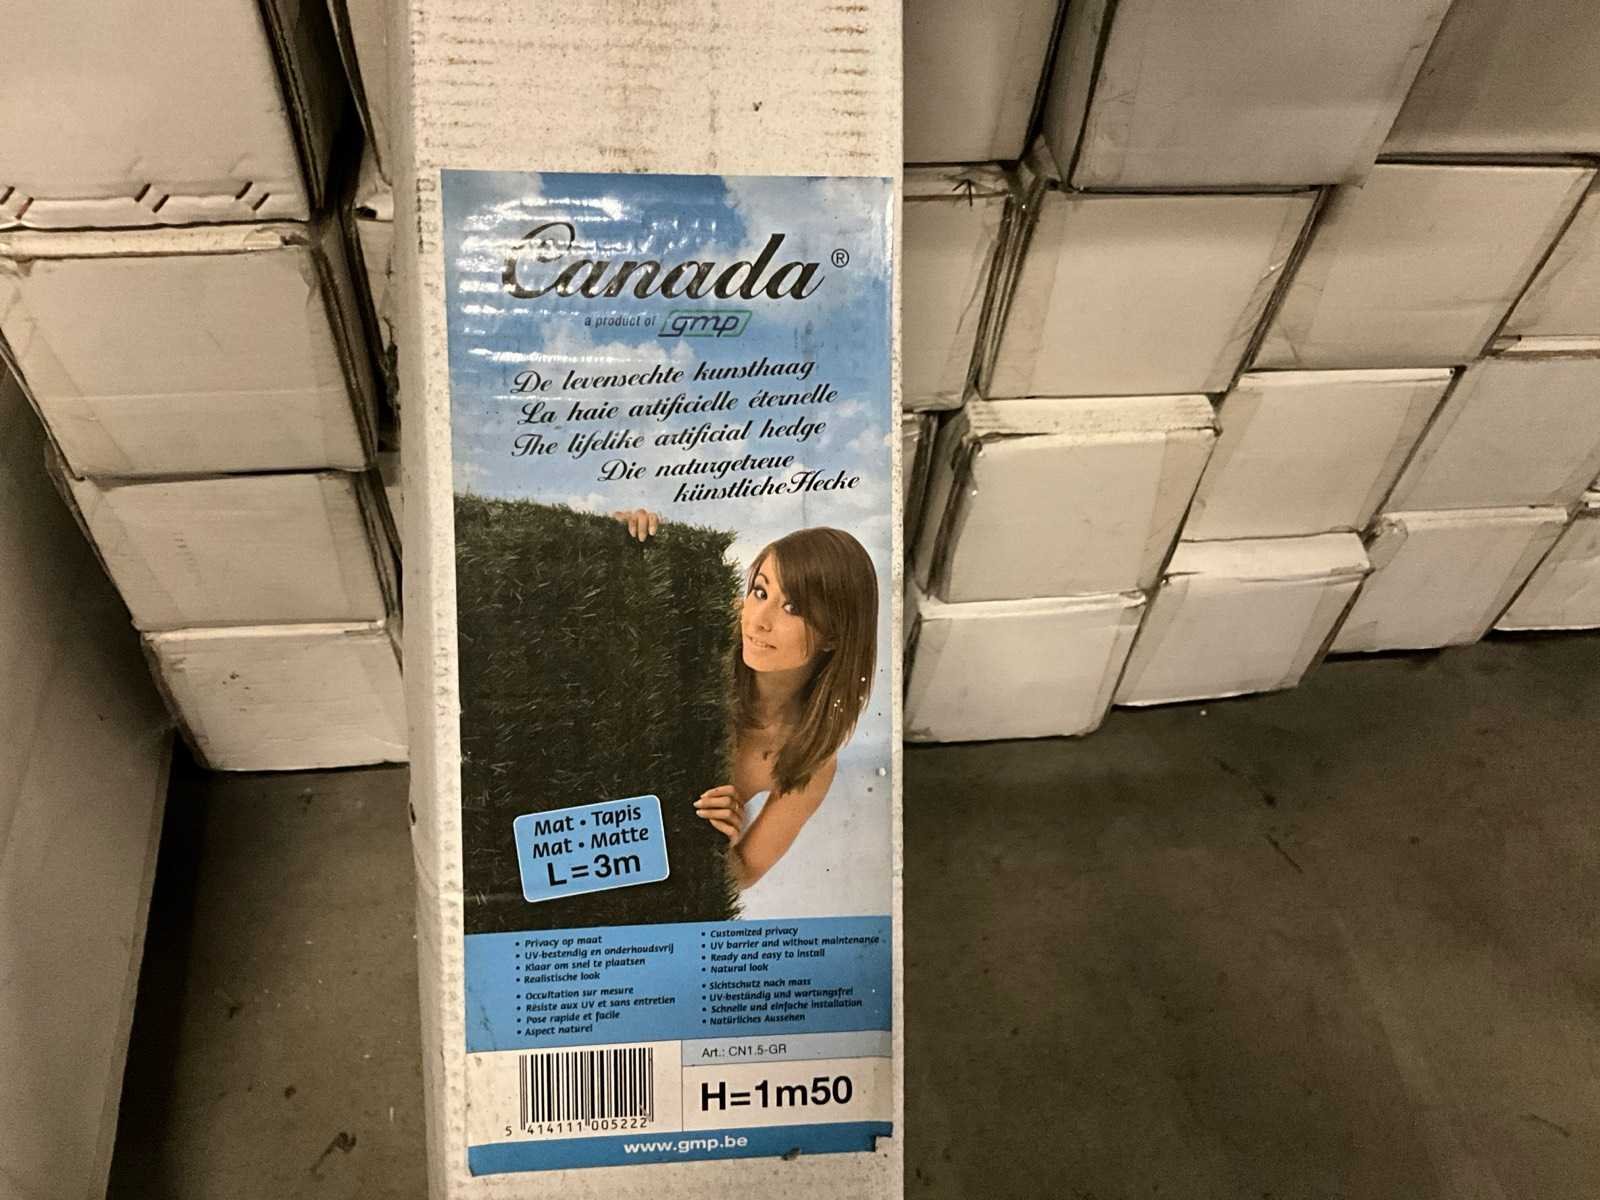 Canada®
a product of gmp
De levensechte kunsthaag
La haie artificielle éternelle
The lifelike artificial hedge
Die naturgetreue
künstliche Hecke
Mat • Tapis
Mat • Matte
L=3m
• Privacy op maat
• UV-bestendig en onderhoudsvrij
• Klaar om snel te plaatsen
• Realistische look
• Occultation sur mesure
• Résiste aux UV et sans entretien
• Pose rapide et facile
• Aspect naturel
• Customized privacy
• UV barrier and without maintenance
• Ready and easy to install
• Natural look
• Sichtschutz nach mass
• UV-beständig und wartungsfrei
• Schnelle und einfache installation
• Natürliches Aussehen
Art.: CN1.5-GR
H=1m50
5 414111 005222
www.gmp.be